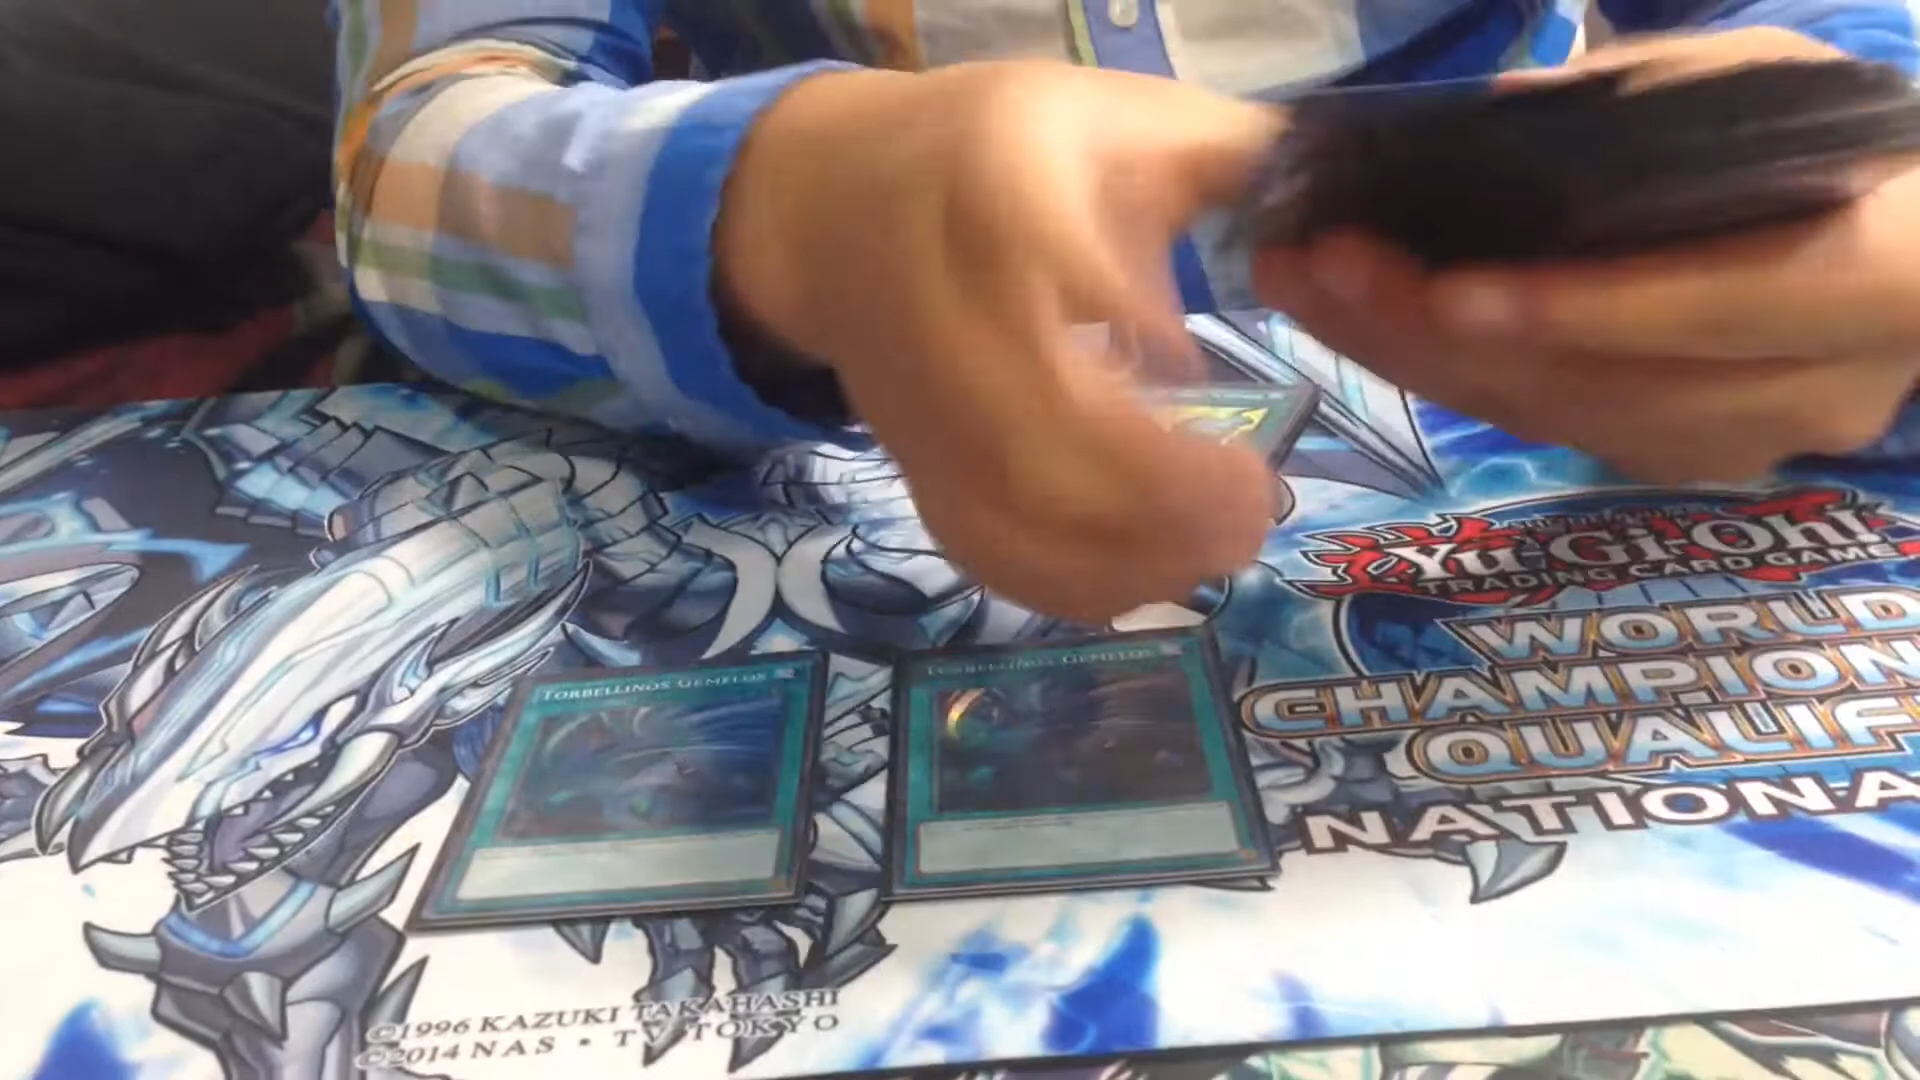 Yu-Gi-Oh!
TRADING CARD GAME
WORLD
CHAMPION
QUALIF
NATIONA
TORBELLINOS GEMELOS
TORBELLINOS GEMELOS
©1996 KAZUKI TAKAHASHI
©2014 NAS • TV TOKYO